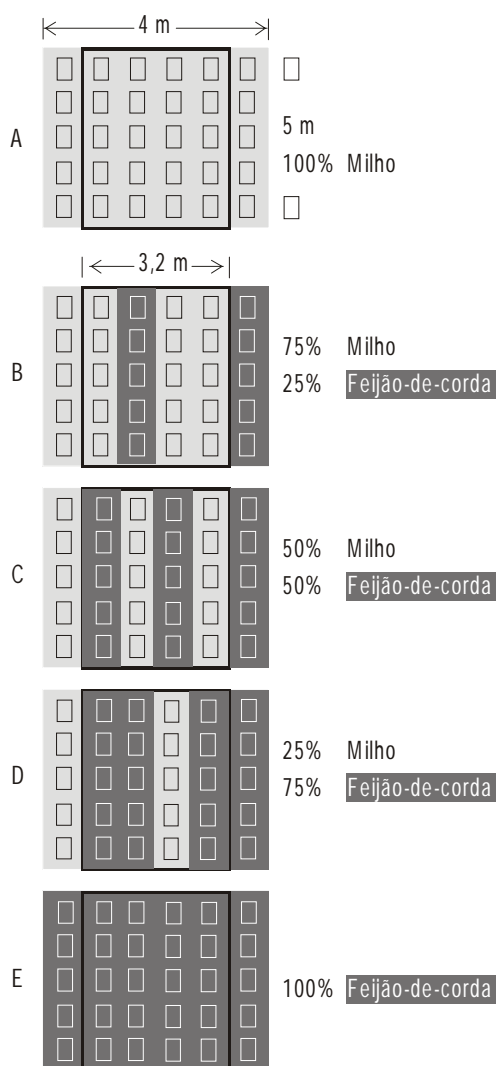 4 m
A
5 m
100% Milho
3,2 m
B
75% Milho
25% Feijão-de-corda
C
50% Milho
50% Feijão-de-corda
D
25% Milho
75% Feijão-de-corda
E
100% Feijão-de-corda